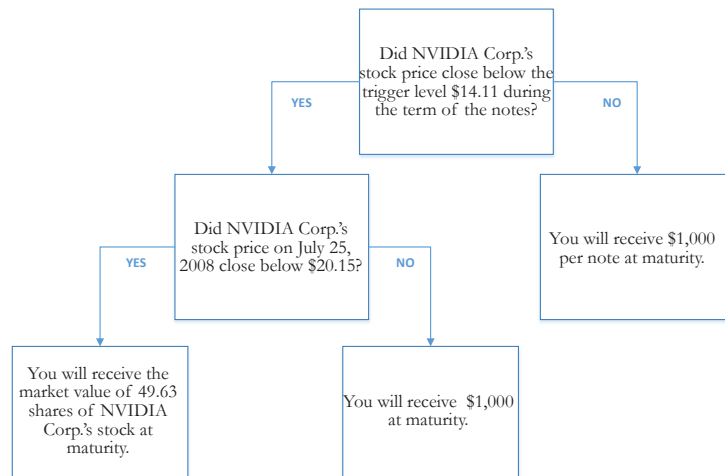 Did NVIDIA Corp.'s
stock price close below the
trigger level $14.11 during
the term of the notes?
YES
NO
Did NVIDIA Corp.'s
stock price on July 25,
2008 close below $20.15?
You will receive $1,000
per note at maturity.
YES
NO
You will receive the
market value of 49.63
shares of NVIDIA
Corp.'s stock at
maturity.
You will receive $1,000
at maturity.